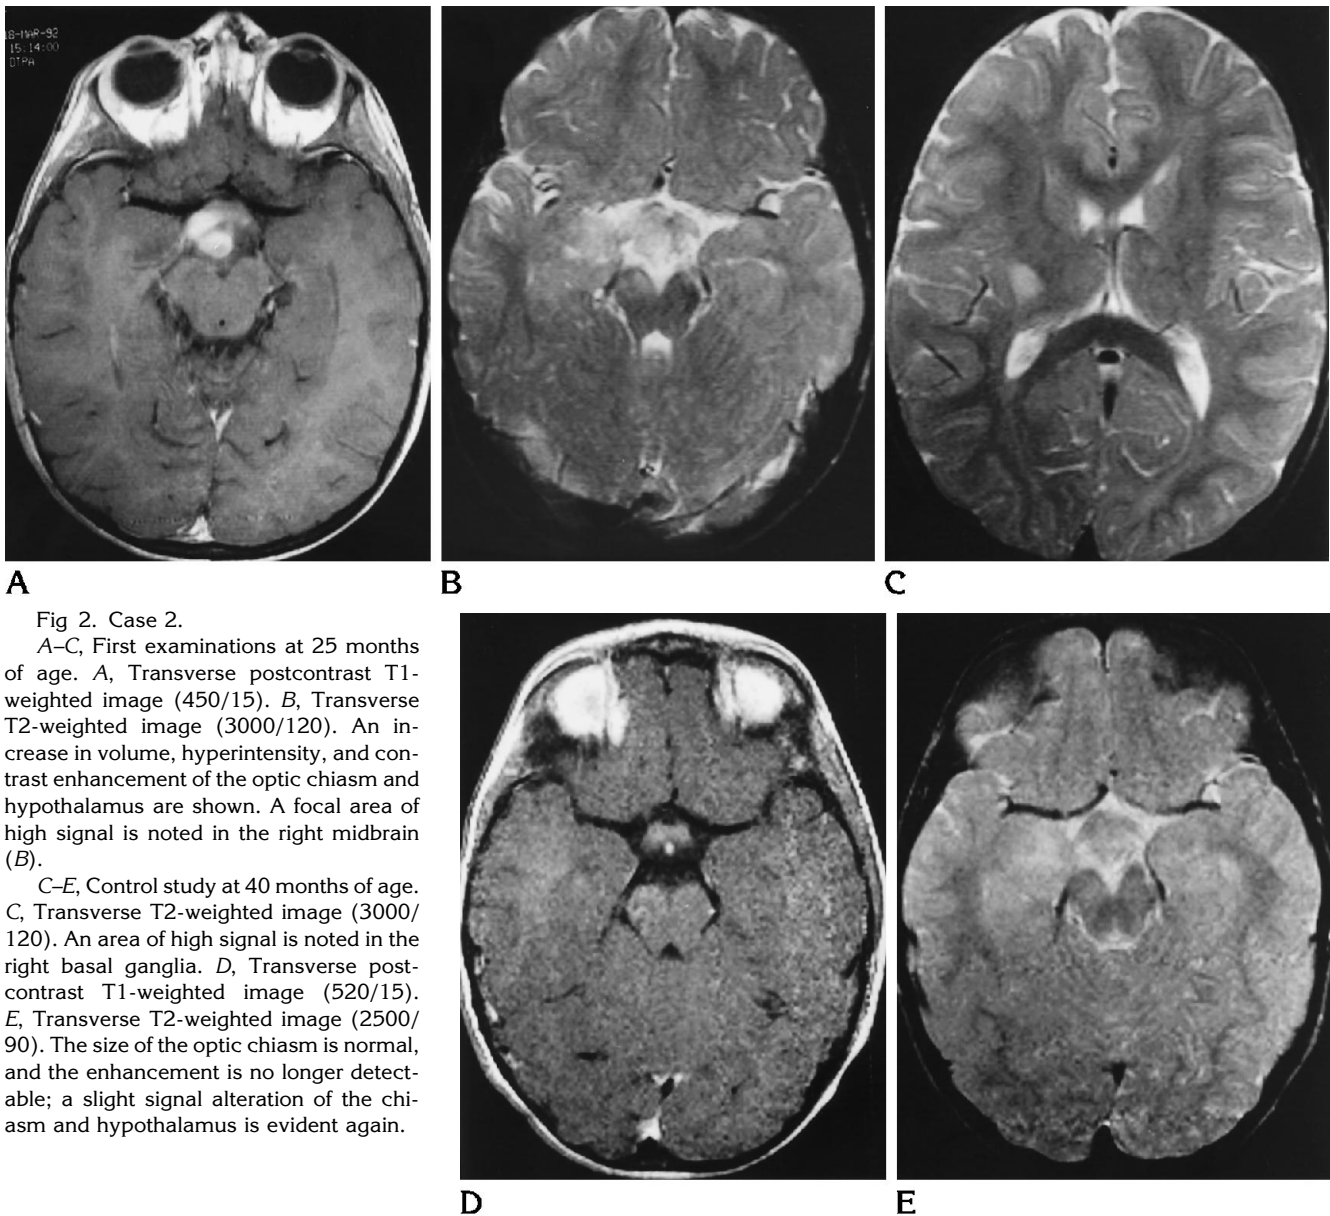 18-MAR-92
15:14:00
DTPA
A
B
C
Fig 2. Case 2.
A–C, First examinations at 25 months
of age. A, Transverse postcontrast T1-
weighted image (450/15). B, Transverse
T2-weighted image (3000/120). An in-
crease in volume, hyperintensity, and con-
trast enhancement of the optic chiasm and
hypothalamus are shown. A focal area of
high signal is noted in the right midbrain
(B).
C–E, Control study at 40 months of age.
C, Transverse T2-weighted image (3000/
120). An area of high signal is noted in the
right basal ganglia. D, Transverse post-
contrast T1-weighted image (520/15).
E, Transverse T2-weighted image (2500/
90). The size of the optic chiasm is normal,
and the enhancement is no longer detect-
able; a slight signal alteration of the chi-
asm and hypothalamus is evident again.
D
E